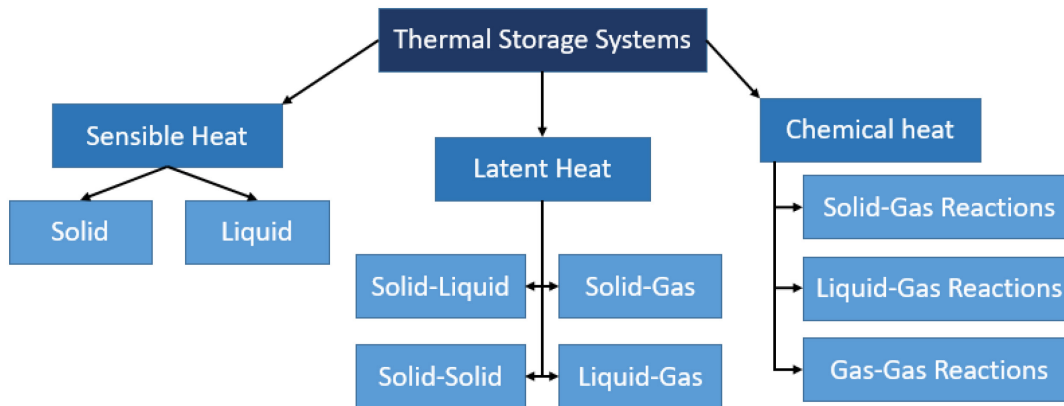 Thermal Storage Systems
Sensible Heat
Solid
Liquid
Latent Heat
Solid-Liquid
Solid-Gas
Solid-Solid
Liquid-Gas
Chemical heat
Solid-Gas Reactions
Liquid-Gas Reactions
Gas-Gas Reactions